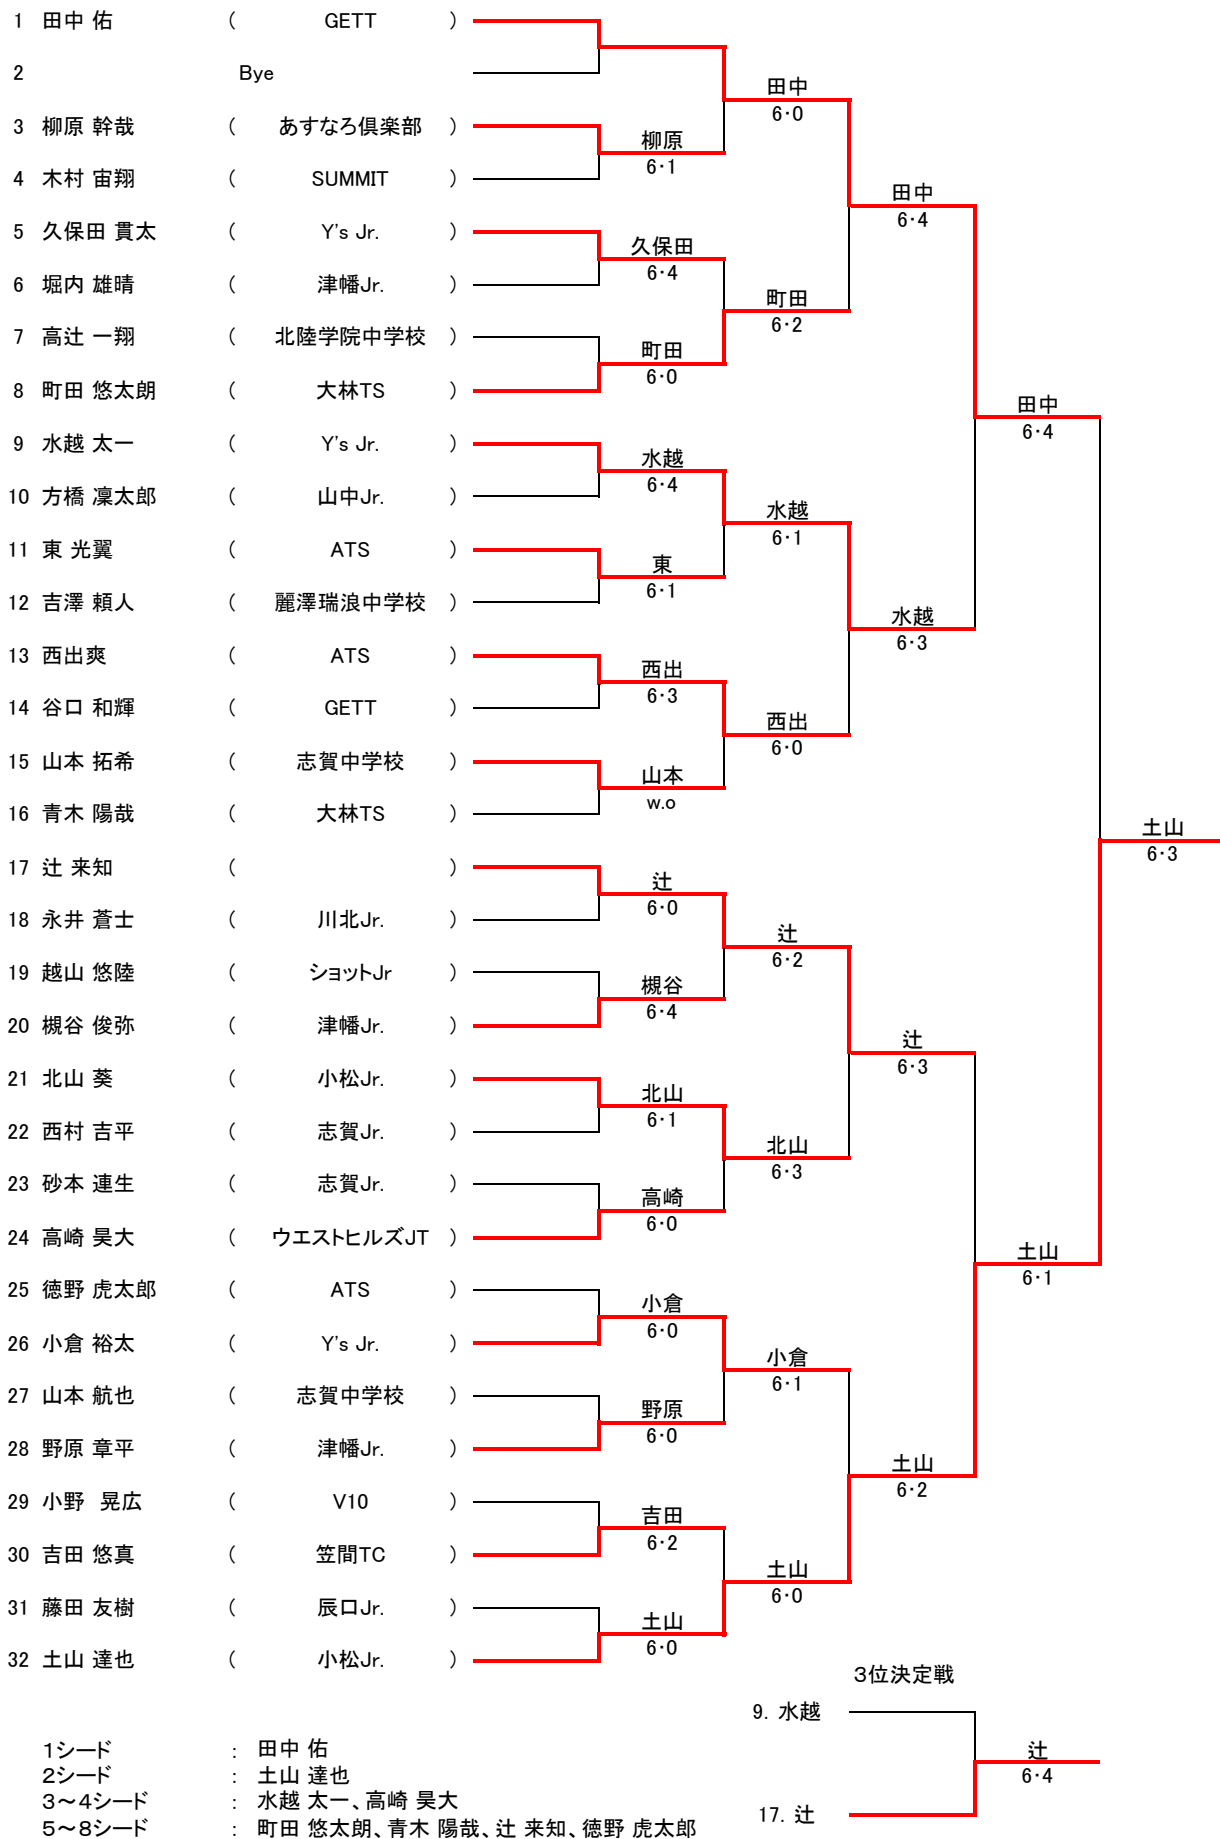 1 田中 佑 ( GETT )
2 Bye
田中
6・0
3 柳原 幹哉 ( あすなろ倶楽部 )
柳原
6・1
4 木村 宙翔 ( SUMMIT )
田中
6・4
5 久保田 貫太 ( Y's Jr. )
久保田
6・4
6 堀内 雄晴 ( 津幡Jr. )
町田
6・2
7 高辻 一翔 ( 北陸学院中学校 )
町田
6・0
8 町田 悠太朗 ( 大林TS )
田中
6・4
9 水越 太一 ( Y's Jr. )
水越
6・4
10 方橋 凜太郎 ( 山中Jr. )
水越
6・1
11 東 光翼 ( ATS )
東
6・1
12 吉澤 頼人 ( 麗澤瑞浪中学校 )
水越
6・3
13 西出爽 ( ATS )
西出
6・3
14 谷口 和輝 ( GETT )
西出
6・0
15 山本 拓希 ( 志賀中学校 )
山本
w.o
16 青木 陽哉 ( 大林TS )
土山
6・3
17 辻 来知 ( )
辻
6・0
18 永井 蒼士 ( 川北Jr. )
辻
6・2
19 越山 悠陸 ( ショットJr )
槻谷
6・4
20 槻谷 俊弥 ( 津幡Jr. )
辻
6・3
21 北山 葵 ( 小松Jr. )
北山
6・1
22 西村 吉平 ( 志賀Jr. )
北山
6・3
23 砂本 連生 ( 志賀Jr. )
高崎
6・0
24 高崎 昊大 ( ウエストヒルズJT )
土山
6・1
25 徳野 虎太郎 ( ATS )
小倉
6・0
26 小倉 裕太 ( Y's Jr. )
小倉
6・1
27 山本 航也 ( 志賀中学校 )
野原
6・0
28 野原 章平 ( 津幡Jr. )
土山
6・2
29 小野 晃広 ( V10 )
吉田
6・2
30 吉田 悠真 ( 笠間TC )
土山
6・0
31 藤田 友樹 ( 辰口Jr. )
土山
6・0
32 土山 達也 ( 小松Jr. )
3位決定戦
9. 水越
辻
6・4
17. 辻
1シード : 田中 佑
2シード : 土山 達也
3～4シード : 水越 太一、高崎 昊大
5～8シード : 町田 悠太朗、青木 陽哉、辻 来知、徳野 虎太郎